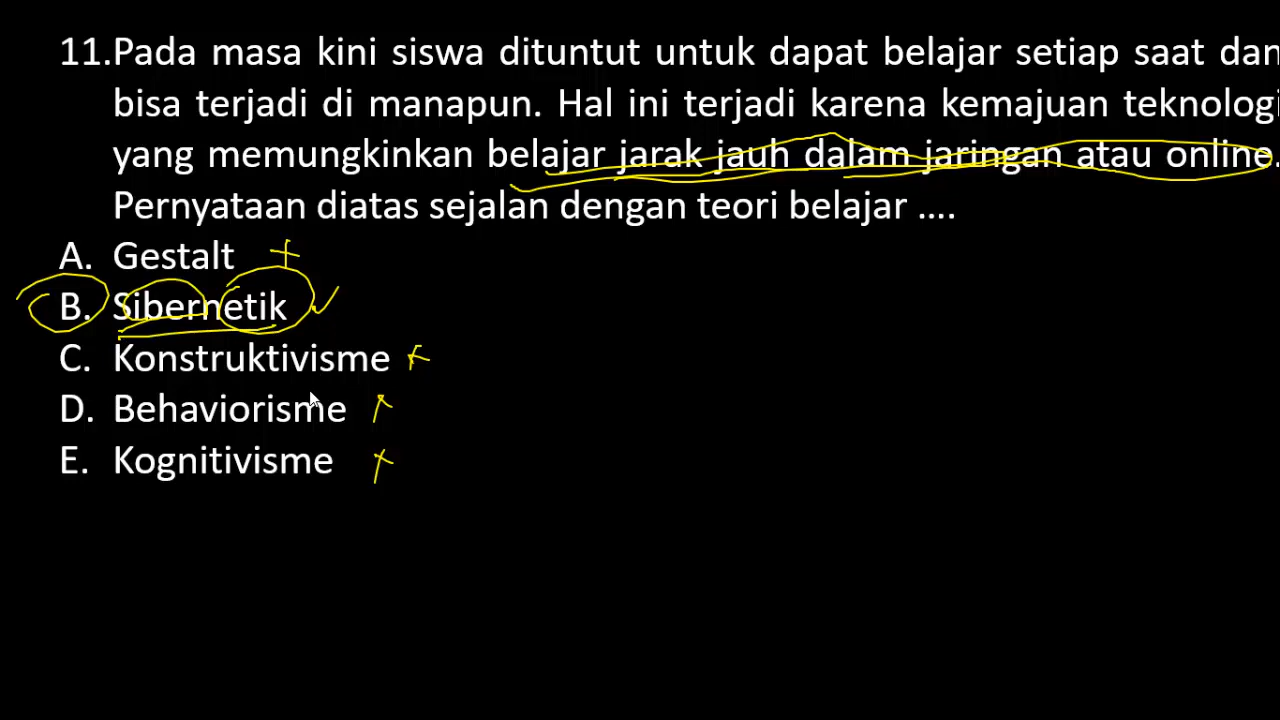 11.Pada masa kini siswa dituntut untuk dapat belajar setiap saat dan
bisa terjadi di manapun. Hal ini terjadi karena kemajuan teknologi
yang memungkinkan belajar jarak jauh dalam jaringan atau online.
Pernyataan diatas sejalan dengan teori belajar ....
A. Gestalt
B. Sibernetik
C. Konstruktivisme
D. Behaviorisme
E. Kognitivisme